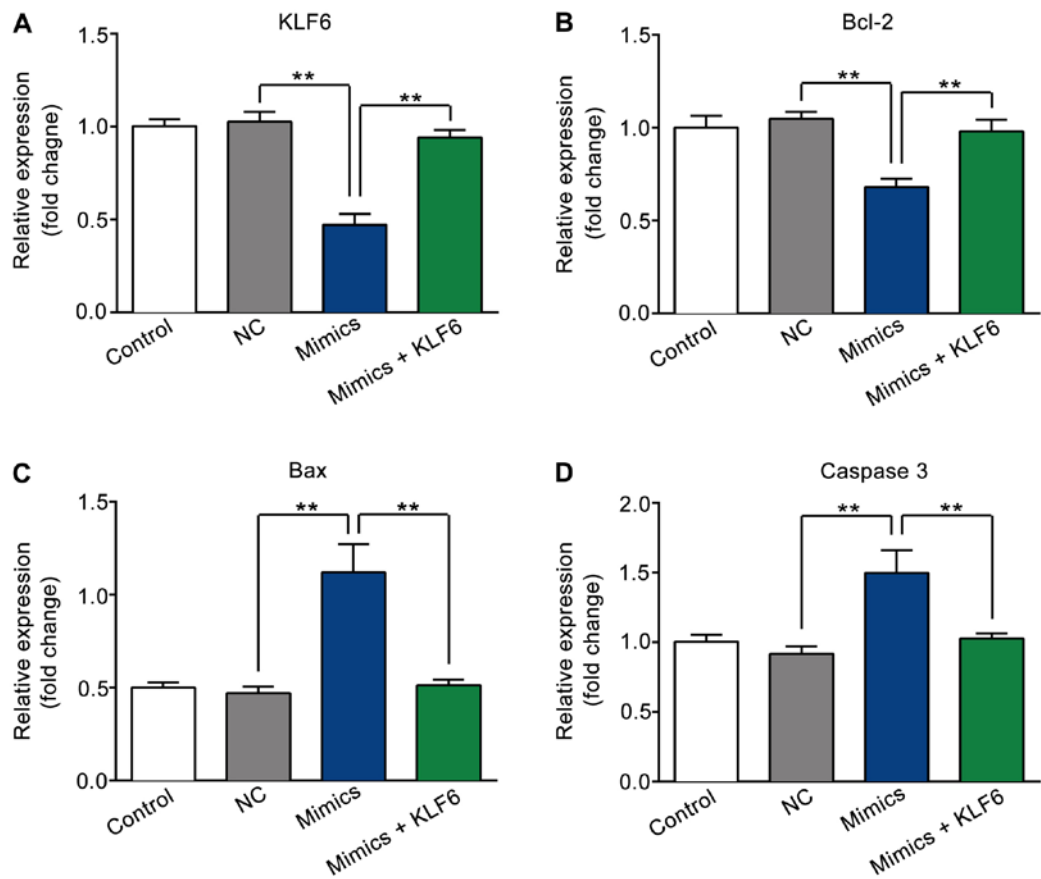 A
KLF6
Relative expression
(fold chagne)
1.5
1.0
0.5
0.0
**
**
Control
NC
Mimics
Mimics + KLF6
B
Bcl-2
Relative expression
(fold change)
1.5
1.0
0.5
0.0
**
**
Control
NC
Mimics
Mimics + KLF6
C
Bax
Relative expression
(fold change)
1.5
1.0
0.5
0.0
**
**
Control
NC
Mimics
Mimics + KLF6
D
Caspase 3
Relative expression
(fold change)
2.0
1.5
1.0
0.5
0.0
**
**
Control
NC
Mimics
Mimics + KLF6